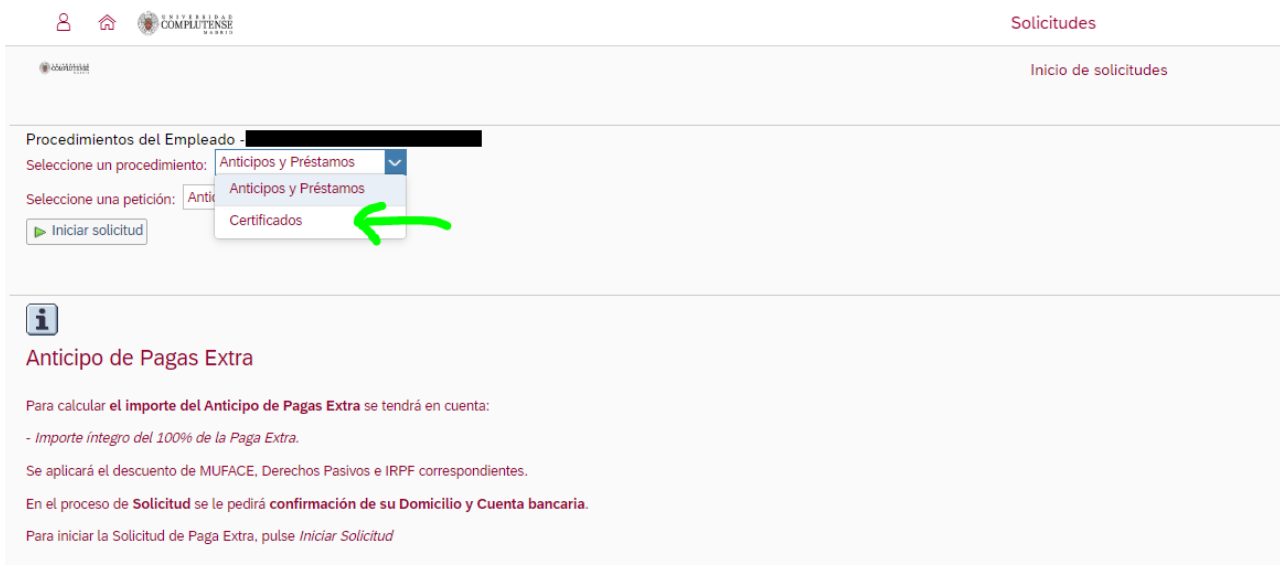 UNIVERSIDAD
COMPLUTENSE
MADRID
Solicitudes
COMPLUTENSE
Inicio de solicitudes
Procedimientos del Empleado -
Seleccione un procedimiento: Anticipos y Préstamos
Anticipos y Préstamos
Seleccione una petición: Antic
Certificados
Iniciar solicitud
i
Anticipo de Pagas Extra
Para calcular el importe del Anticipo de Pagas Extra se tendrá en cuenta:
- Importe íntegro del 100% de la Paga Extra.
Se aplicará el descuento de MUFACE, Derechos Pasivos e IRPF correspondientes.
En el proceso de Solicitud se le pedirá confirmación de su Domicilio y Cuenta bancaria.
Para iniciar la Solicitud de Paga Extra, pulse Iniciar Solicitud